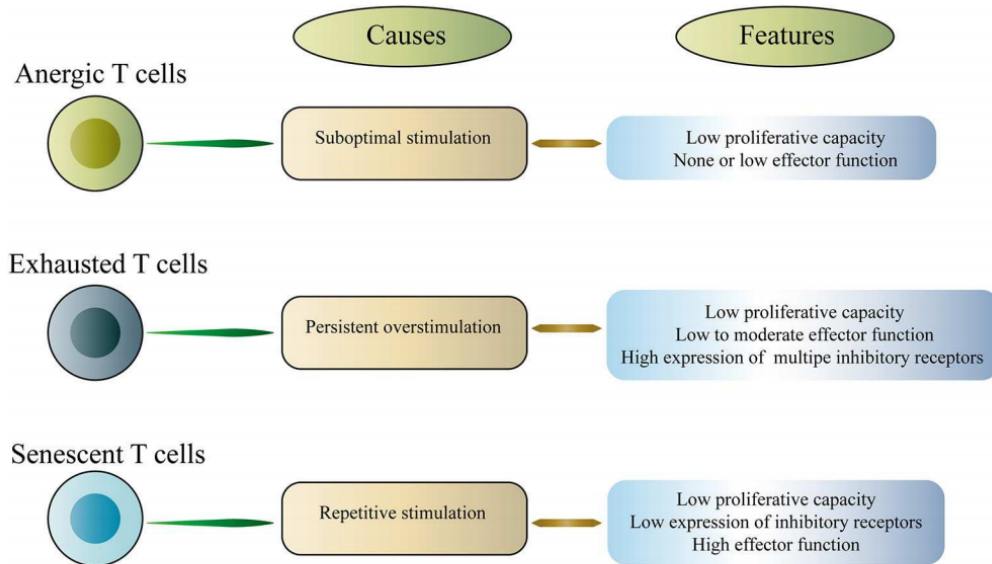 Causes
Features
Anergic T cells
Suboptimal stimulation
Low proliferative capacity
None or low effector function
Exhausted T cells
Persistent overstimulation
Low proliferative capacity
Low to moderate effector function
High expression of multipe inhibitory receptors
Senescent T cells
Repetitive stimulation
Low proliferative capacity
Low expression of inhibitory receptors
High effector function